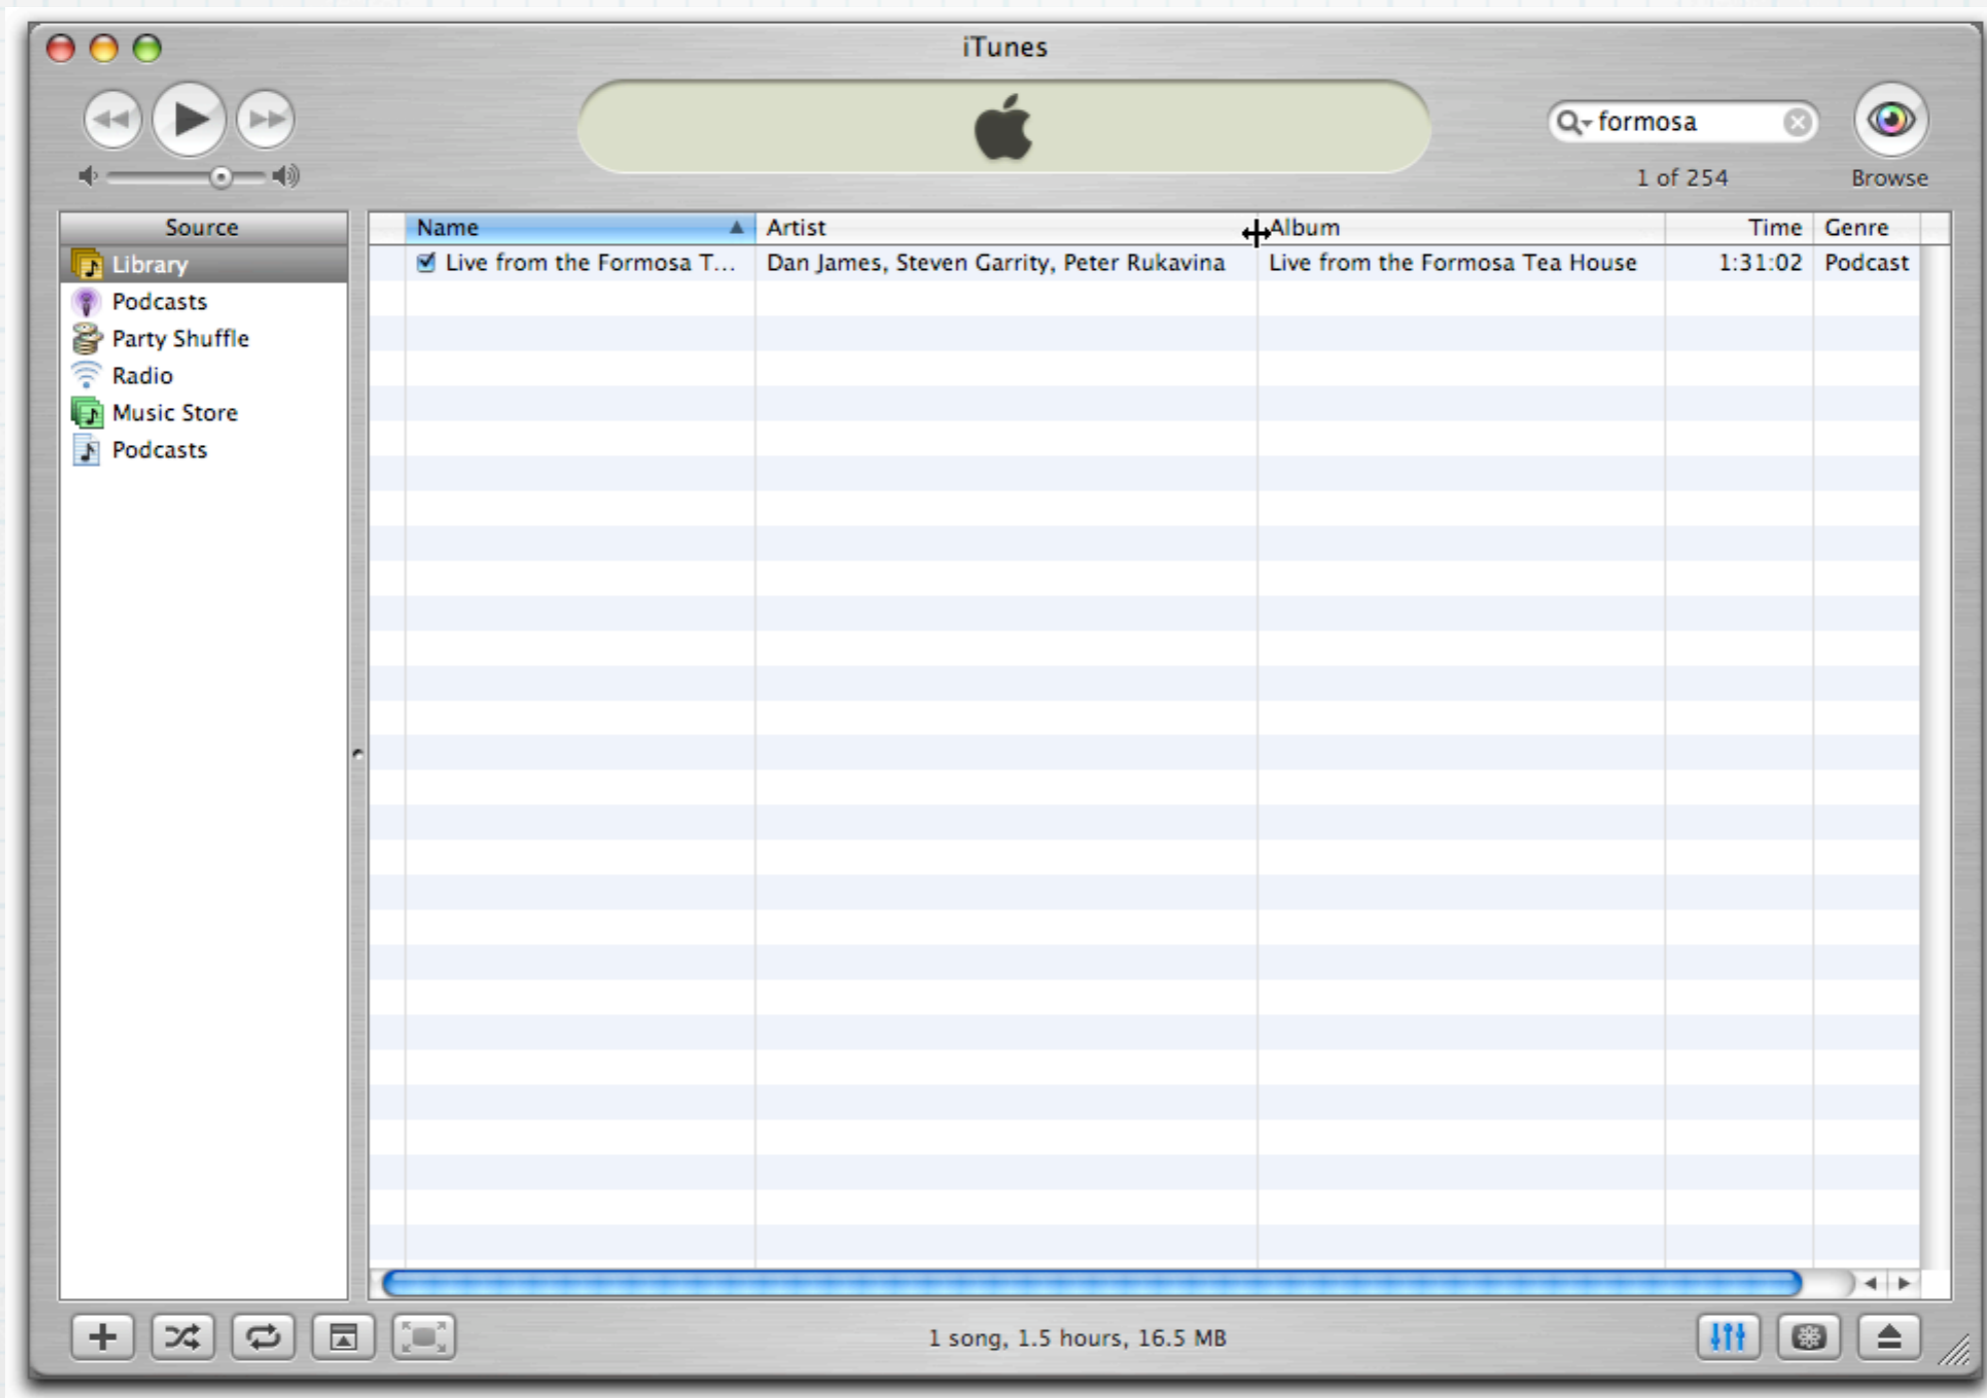 iTunes
formosa
1 of 254
Browse
Source
Library
Podcasts
Party Shuffle
Radio
Music Store
Podcasts
Name Artist Album Time Genre
Live from the Formosa T... Dan James, Steven Garrity, Peter Rukavina Live from the Formosa Tea House 1:31:02 Podcast
1 song, 1.5 hours, 16.5 MB